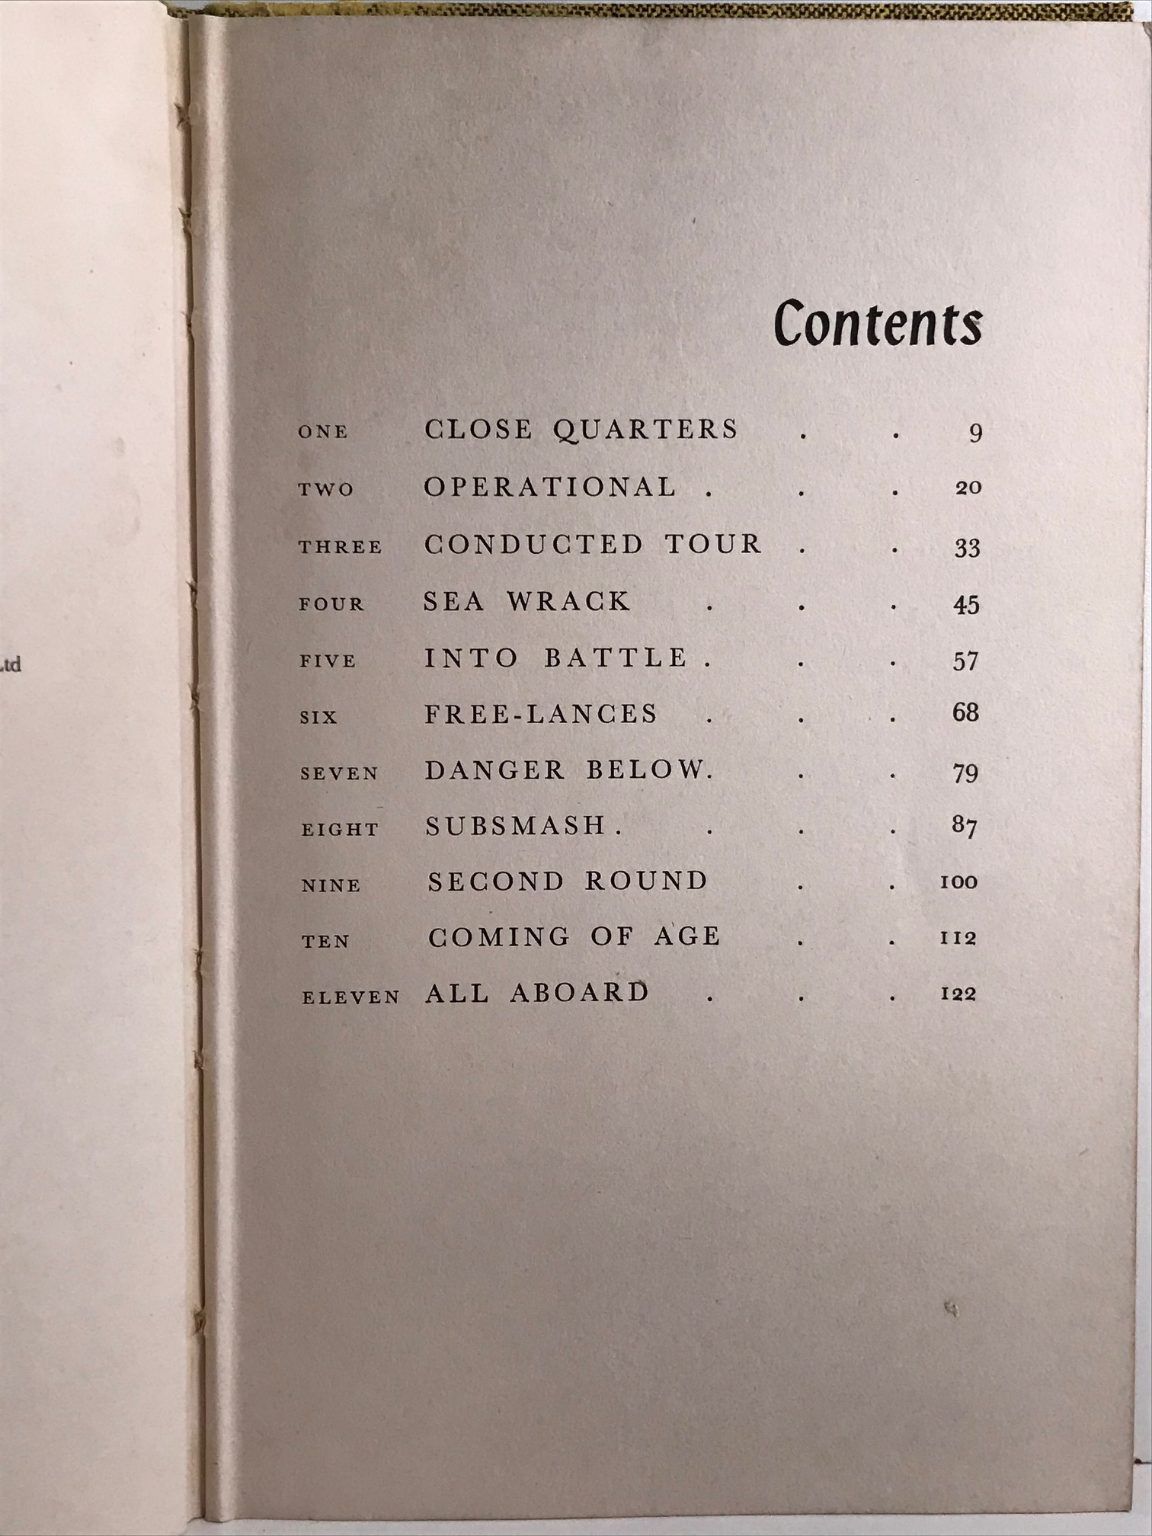 Ltd
Contents
ONE CLOSE QUARTERS . . 9
TWO OPERATIONAL . . . 20
THREE CONDUCTED TOUR . . 33
FOUR SEA WRACK . . . 45
FIVE INTO BATTLE . . . 57
SIX FREE-LANCES . . . 68
SEVEN DANGER BELOW. . . 79
EIGHT SUBSMASH . . . . 87
NINE SECOND ROUND . . 100
TEN COMING OF AGE . . 112
ELEVEN ALL ABOARD . . . 122